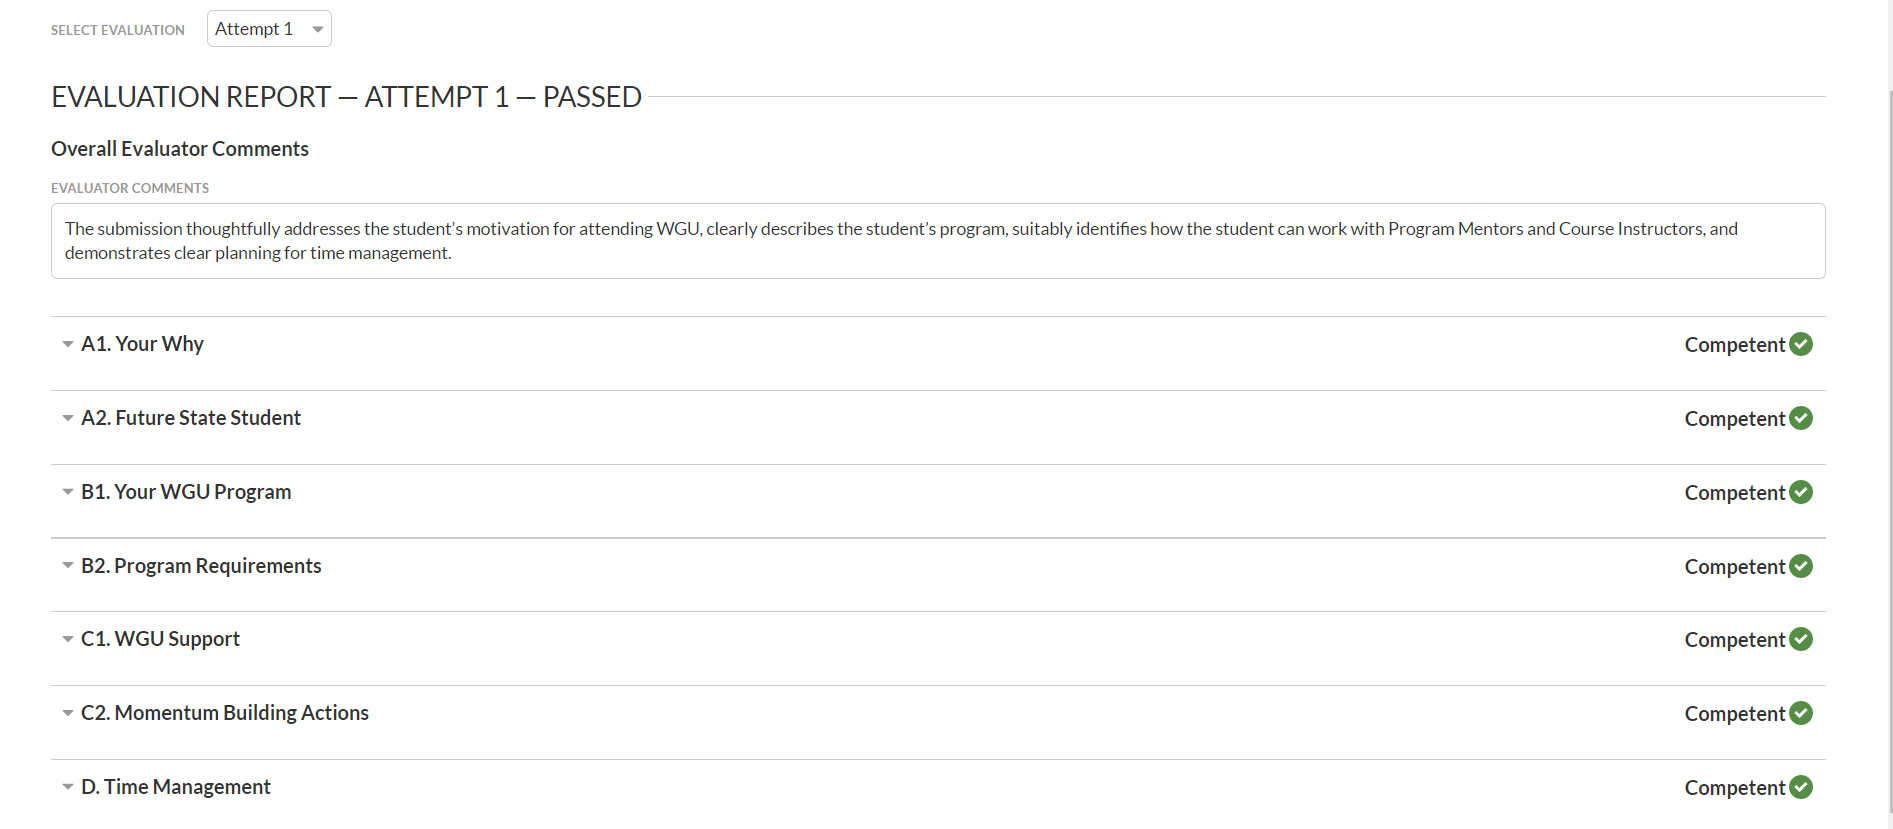 SELECT EVALUATION Attempt 1
EVALUATION REPORT — ATTEMPT 1 — PASSED
Overall Evaluator Comments
EVALUATOR COMMENTS
The submission thoughtfully addresses the student’s motivation for attending WGU, clearly describes the student’s program, suitably identifies how the student can work with Program Mentors and Course Instructors, and
demonstrates clear planning for time management.
A1. Your Why Competent
A2. Future State Student Competent
B1. Your WGU Program Competent
B2. Program Requirements Competent
C1. WGU Support Competent
C2. Momentum Building Actions Competent
D. Time Management Competent